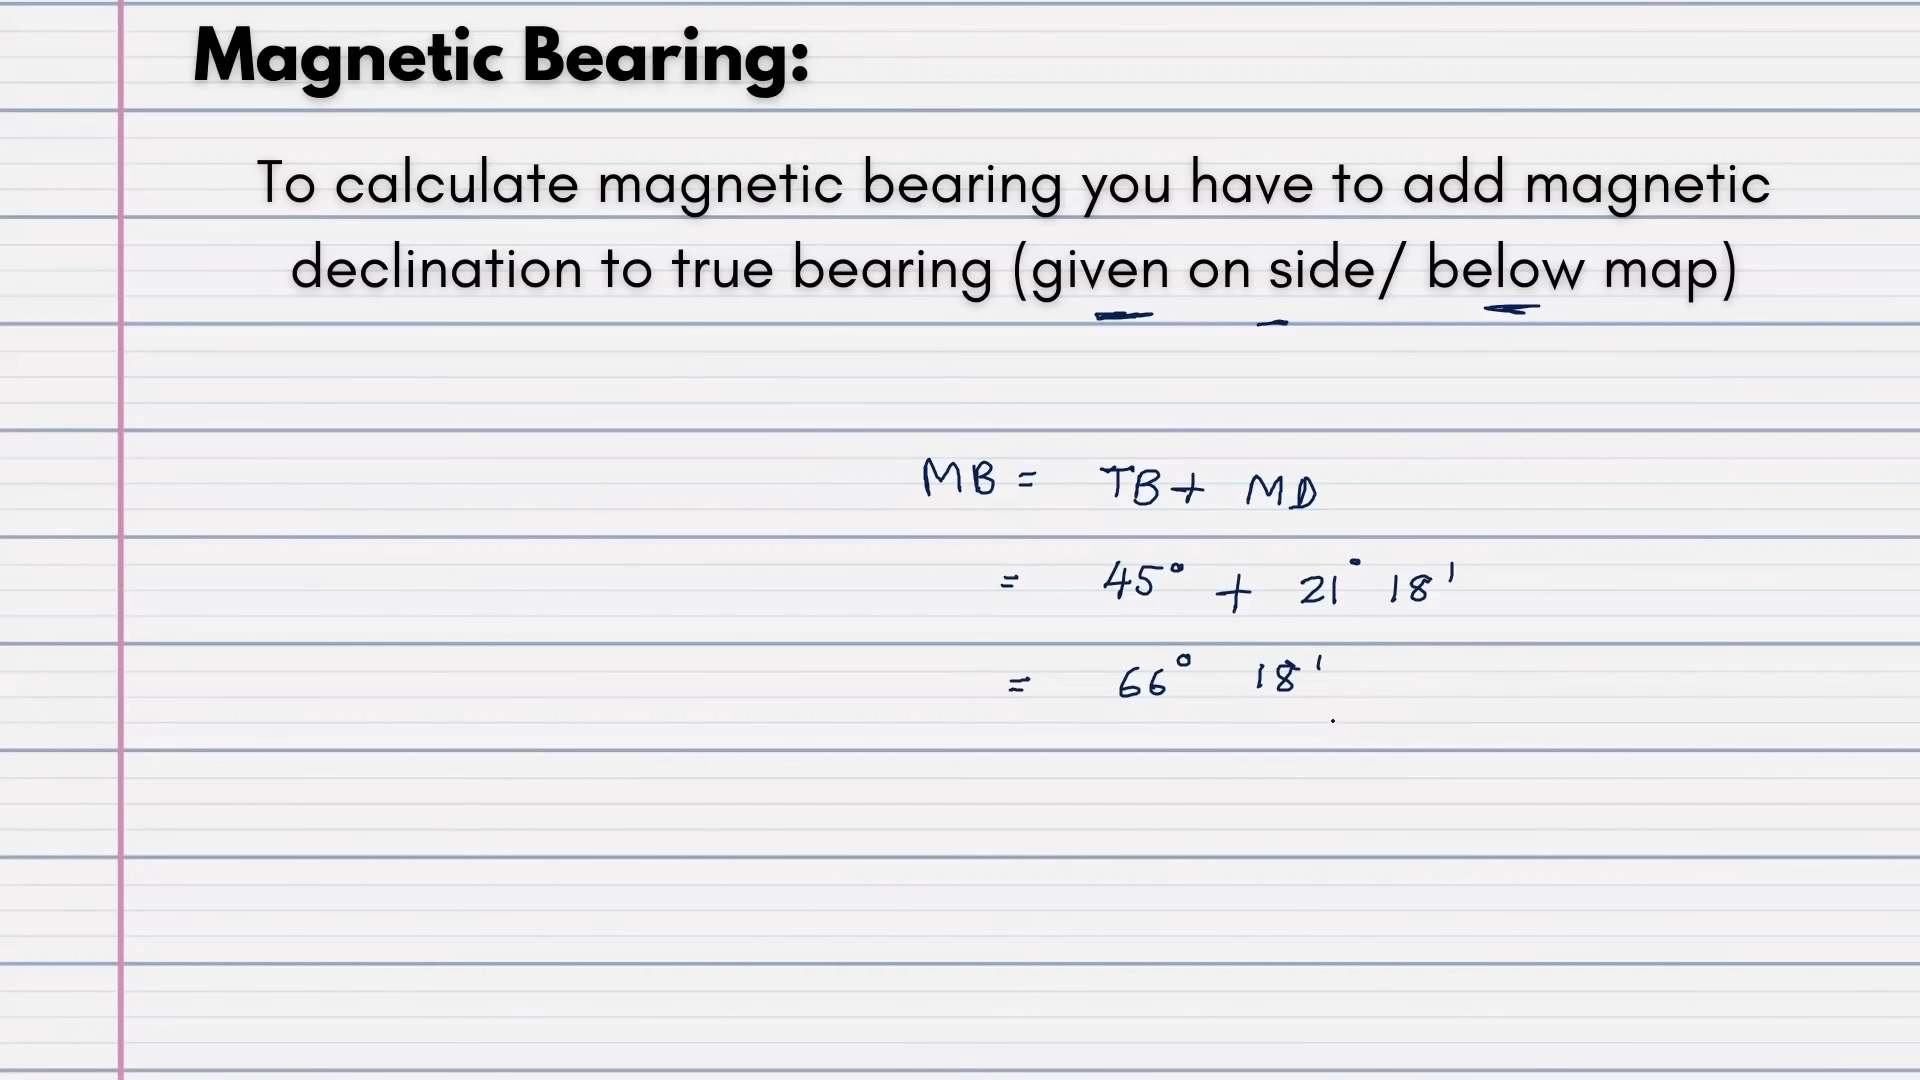 Magnetic Bearing:
To calculate magnetic bearing you have to add magnetic
declination to true bearing (given on side/ below map)
MB = TB + MD
= 45° + 21° 18'
= 66° 18'